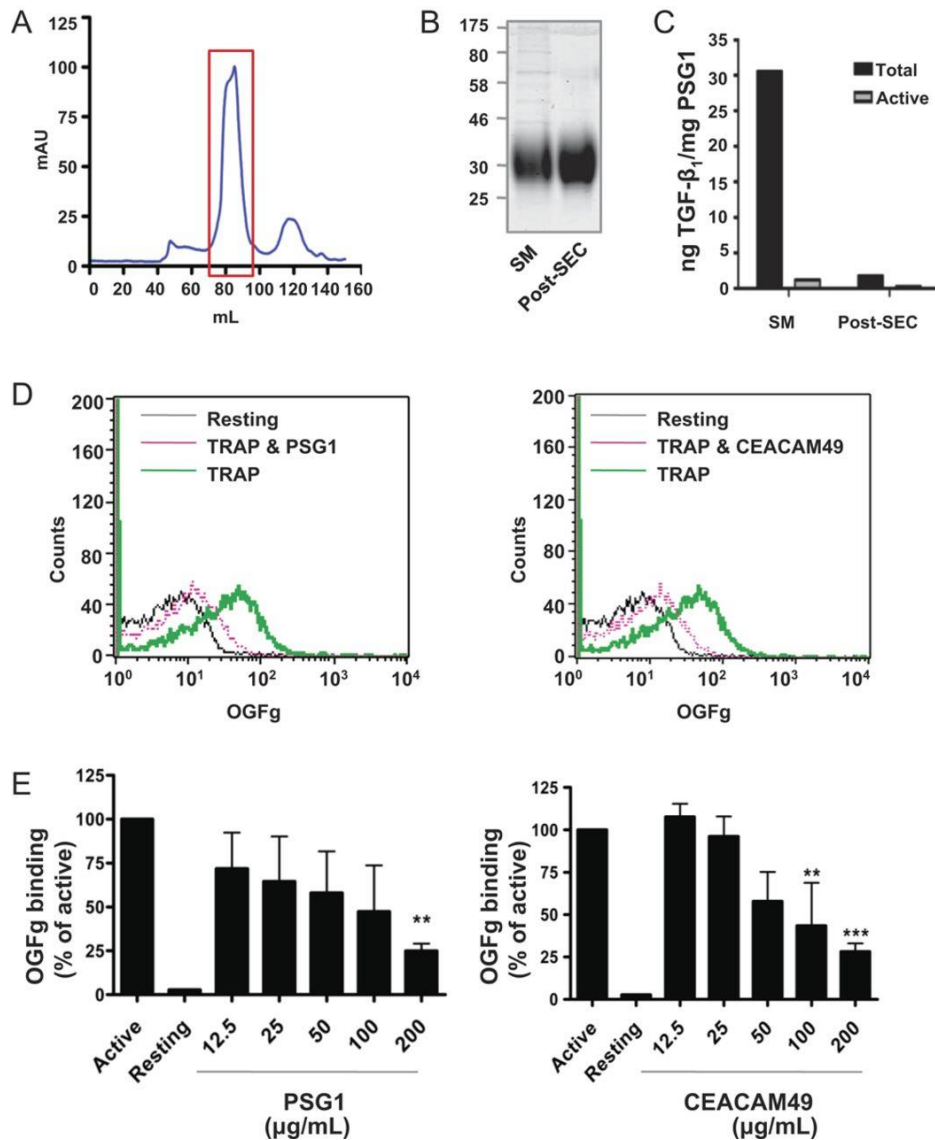 A
125
100
75
50
25
0
mAU
0 20 40 60 80 100 120 140 160
mL
B
175
80
58
46
30
25
SM
Post-SEC
C
35
30
25
20
15
10
5
0
ng TGF-β1/mg PSG1
Total
Active
SM Post-SEC
D
200
160
120
80
40
0
Counts
Resting
TRAP & PSG1
TRAP
10^0 10^1 10^2 10^3 10^4
OGFg
200
160
120
80
40
0
Counts
Resting
TRAP & CEACAM49
TRAP
10^0 10^1 10^2 10^3 10^4
OGFg
E
125
100
75
50
25
0
OGFg binding
(% of active)
**
Active Resting 12.5 25 50 100 200
PSG1
(µg/mL)
125
100
75
50
25
0
OGFg binding
(% of active)
**
***
Active Resting 12.5 25 50 100 200
CEACAM49
(µg/mL)